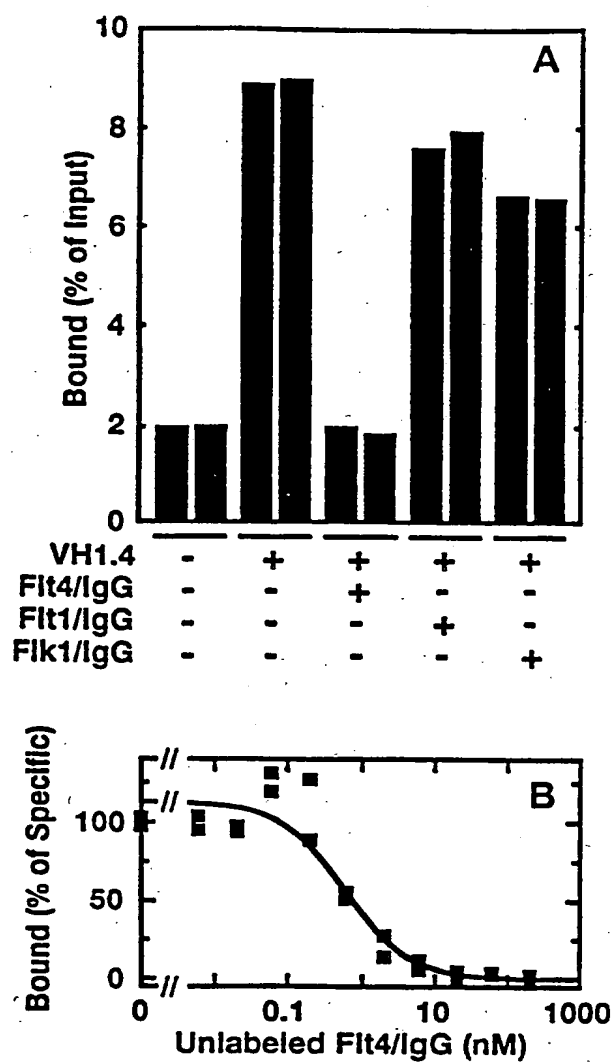 A
10
8
6
4
2
0
Bound (% of Input)
VH1.4 - + + + +
Flt4/IgG - - + - -
Flt1/IgG - - - + -
Flk1/IgG - - - - +
B
100
50
0
Bound (% of Specific)
// //
// //
0 0.1 10 1000
Unlabeled Flt4/IgG (nM)